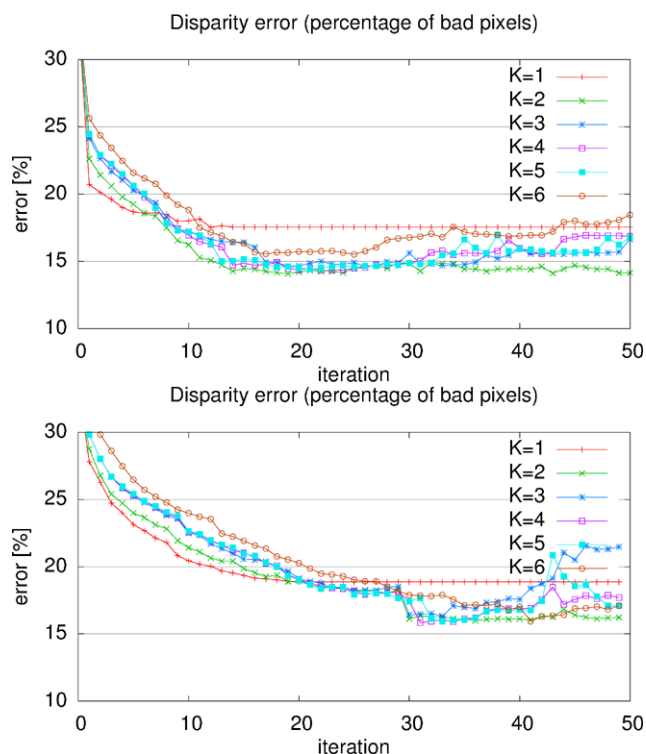 Disparity error (percentage of bad pixels)
30
25
20
15
10
error [%]
K=1
K=2
K=3
K=4
K=5
K=6
0 10 20 30 40 50
iteration
Disparity error (percentage of bad pixels)
30
25
20
15
10
error [%]
K=1
K=2
K=3
K=4
K=5
K=6
0 10 20 30 40 50
iteration